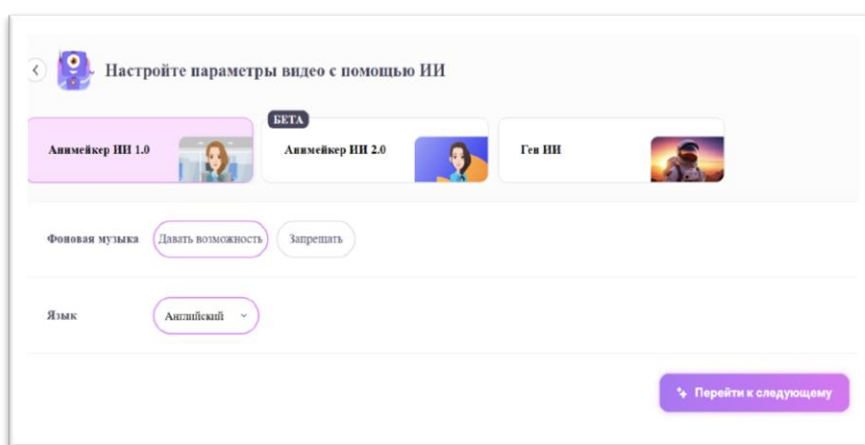 Настройте параметры видео с помощью ИИ
БЕТА
Анимейкер ИИ 1.0
Анимейкер ИИ 2.0
Ген ИИ
Фоновая музыка
Давать возможность
Запрещать
Язык
Английский
Перейти к следующему